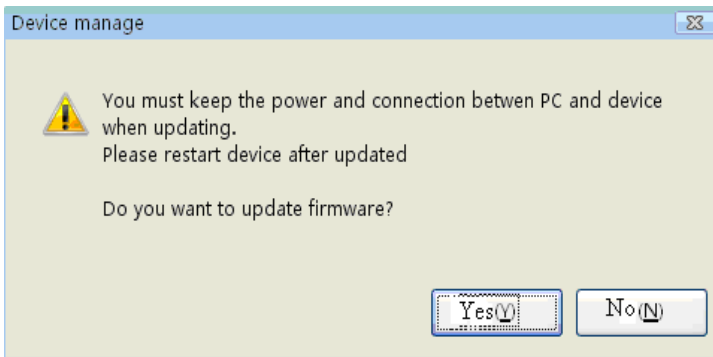 Device manage
You must keep the power and connection betwen PC and device
when updating.
Please restart device after updated
Do you want to update firmware?
Yes(Y)
No(N)